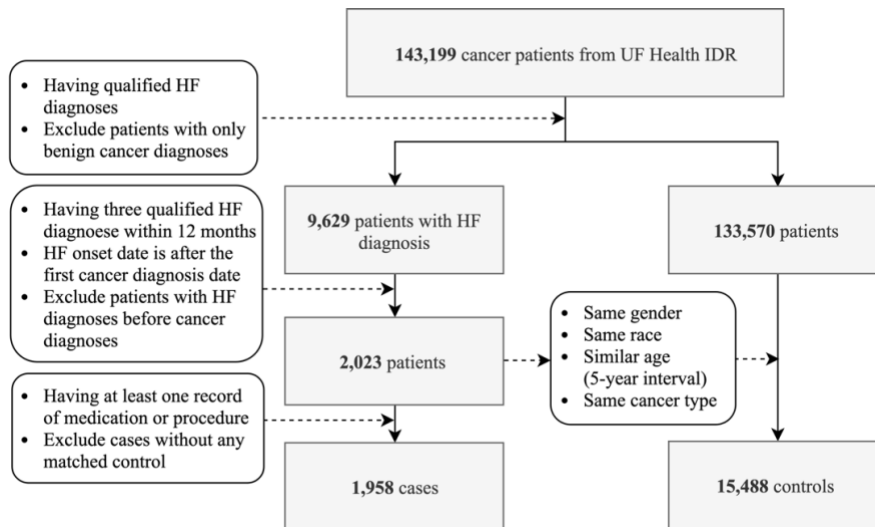 143,199 cancer patients from UF Health IDR
• Having qualified HF
diagnoses
• Exclude patients with only
benign cancer diagnoses
9,629 patients with HF
diagnosis
133,570 patients
• Having three qualified HF
diagnoese within 12 months
• HF onset date is after the
first cancer diagnosis date
• Exclude patients with HF
diagnoses before cancer
diagnoses
2,023 patients
• Same gender
• Same race
• Similar age
(5-year interval)
• Same cancer type
• Having at least one record
of medication or procedure
• Exclude cases without any
matched control
1,958 cases
15,488 controls